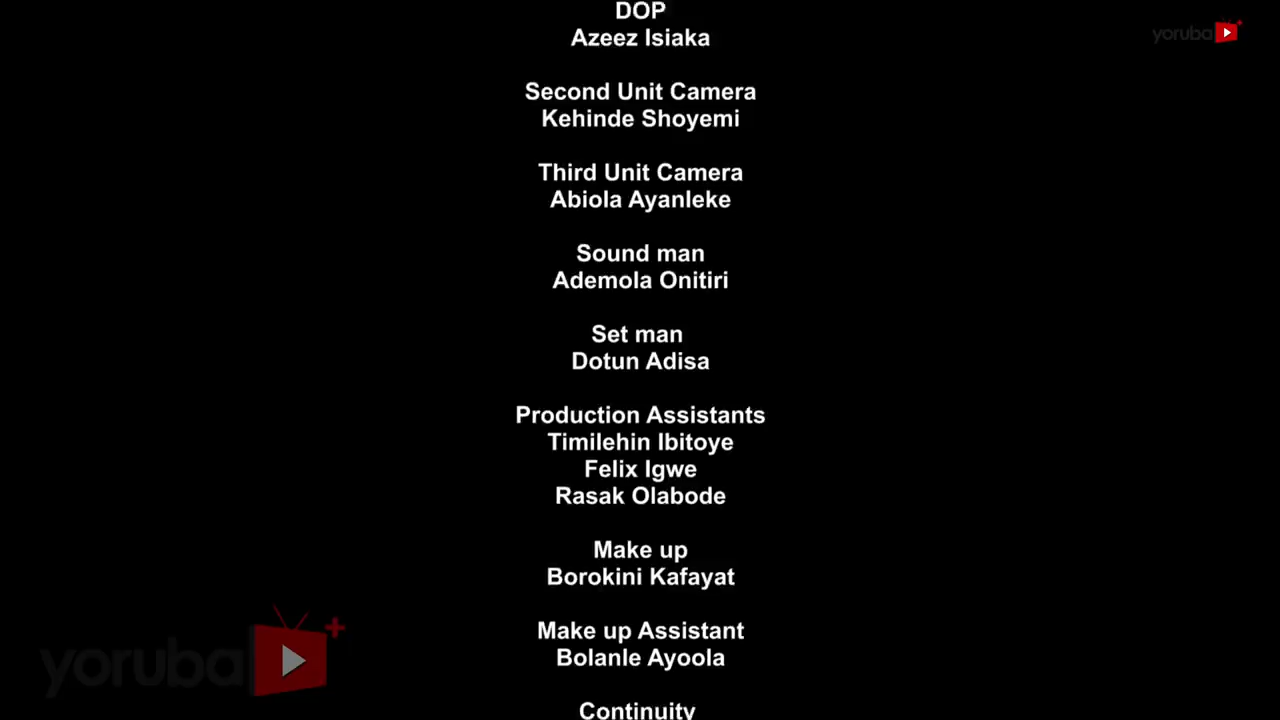 DOP
Azeez Isiaka
yoruba
Second Unit Camera
Kehinde Shoyemi
Third Unit Camera
Abiola Ayanleke
Sound man
Ademola Onitiri
Set man
Dotun Adisa
Production Assistants
Timilehin Ibitoye
Felix Igwe
Rasak Olabode
Make up
Borokini Kafayat
Make up Assistant
Bolanle Ayoola
yoruba+
Continuity